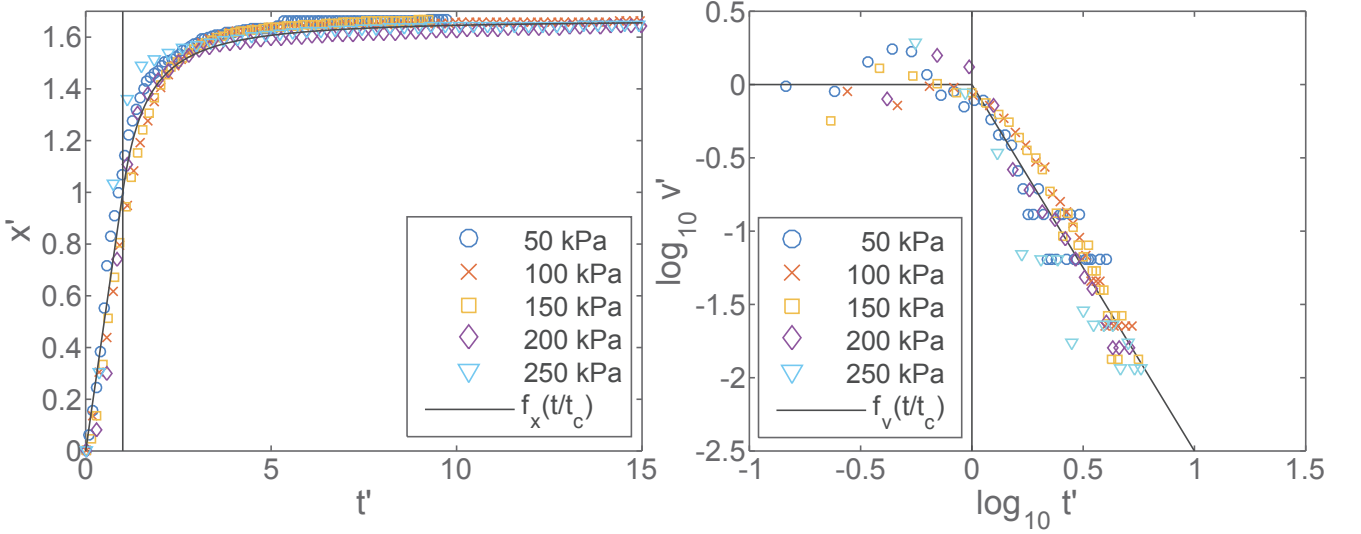 1.6
1.4
1.2
1
0.8
0.6
0.4
0.2
0
x'
0
5
10
15
t'
50 kPa
100 kPa
150 kPa
200 kPa
250 kPa
f_x(t/t_c)
0.5
0
-0.5
-1
-1.5
-2
-2.5
log_10 v'
-1
-0.5
0
0.5
1
1.5
log_10 t'
50 kPa
100 kPa
150 kPa
200 kPa
250 kPa
f_v(t/t_c)